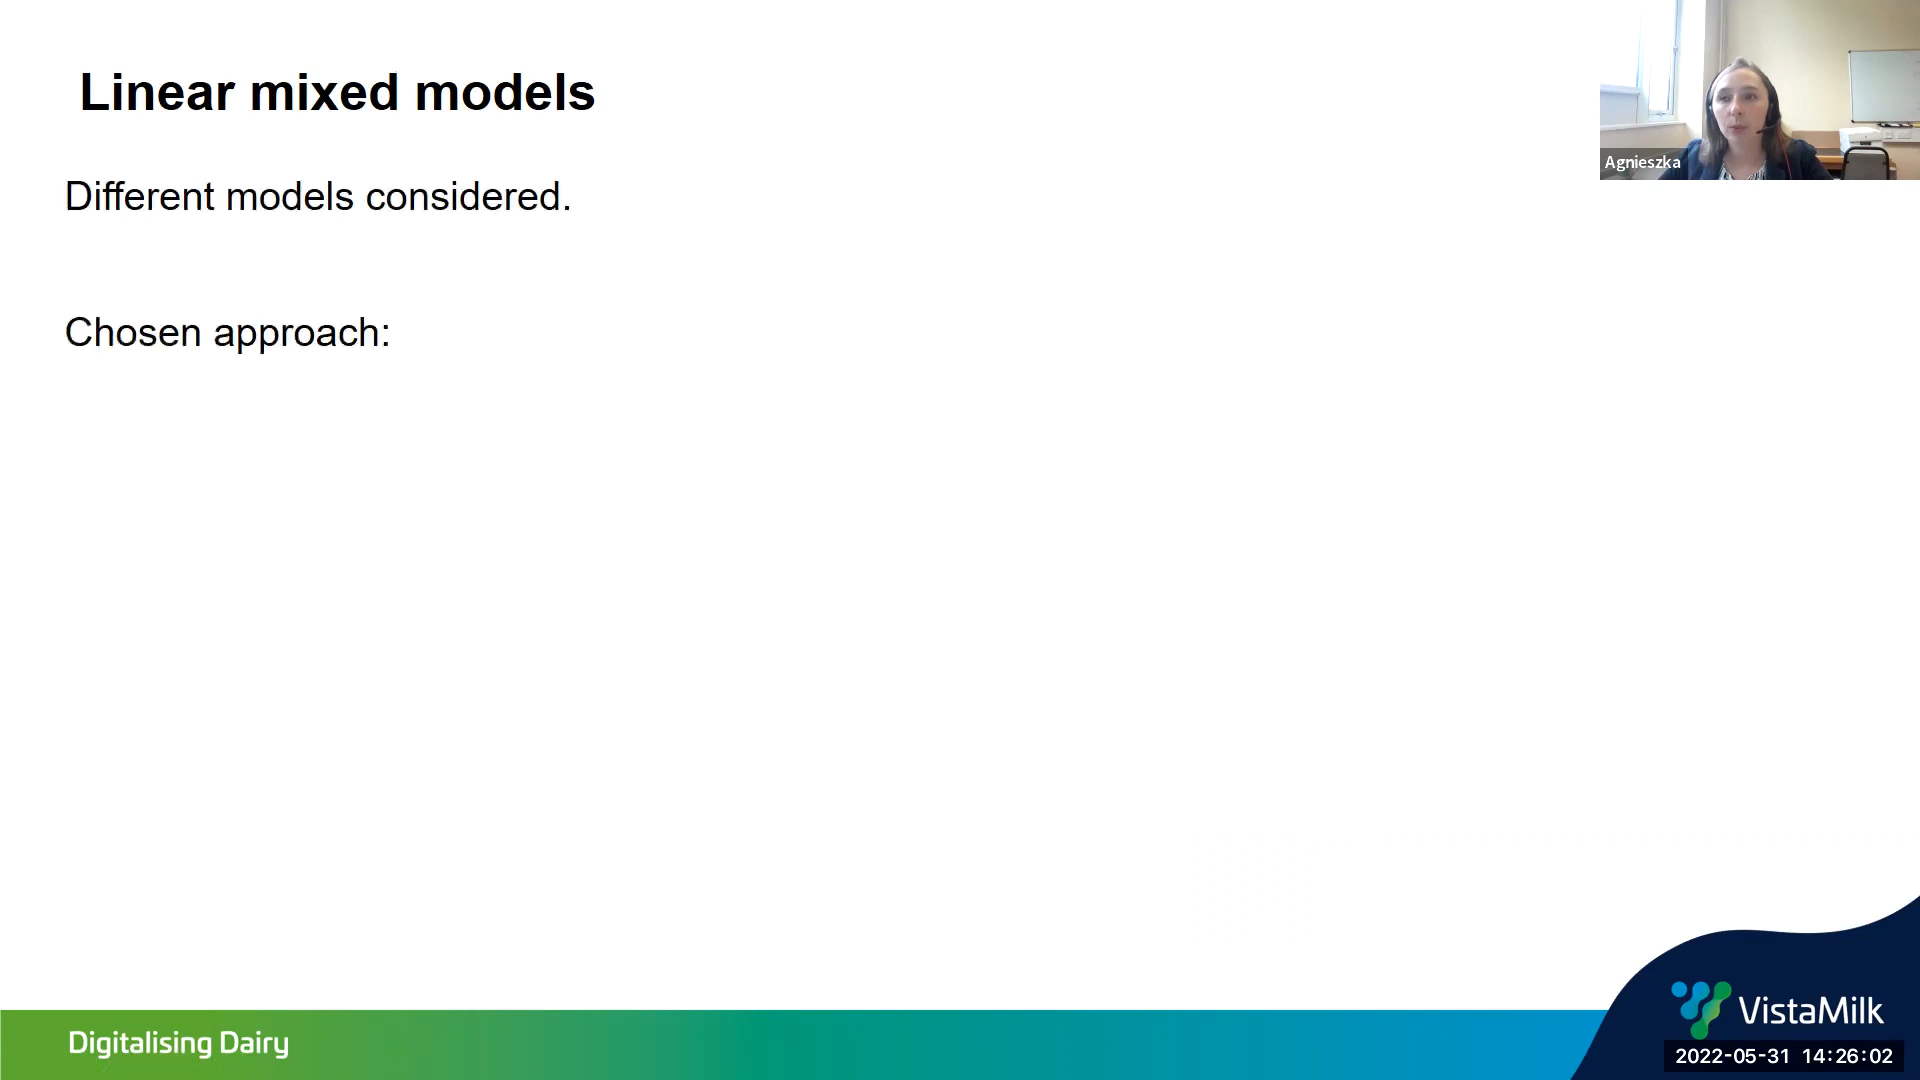 Linear mixed models
Agnieszka
Different models considered.
Chosen approach:
VistaMilk
Digitalising Dairy
2022-05-31 14:26:02